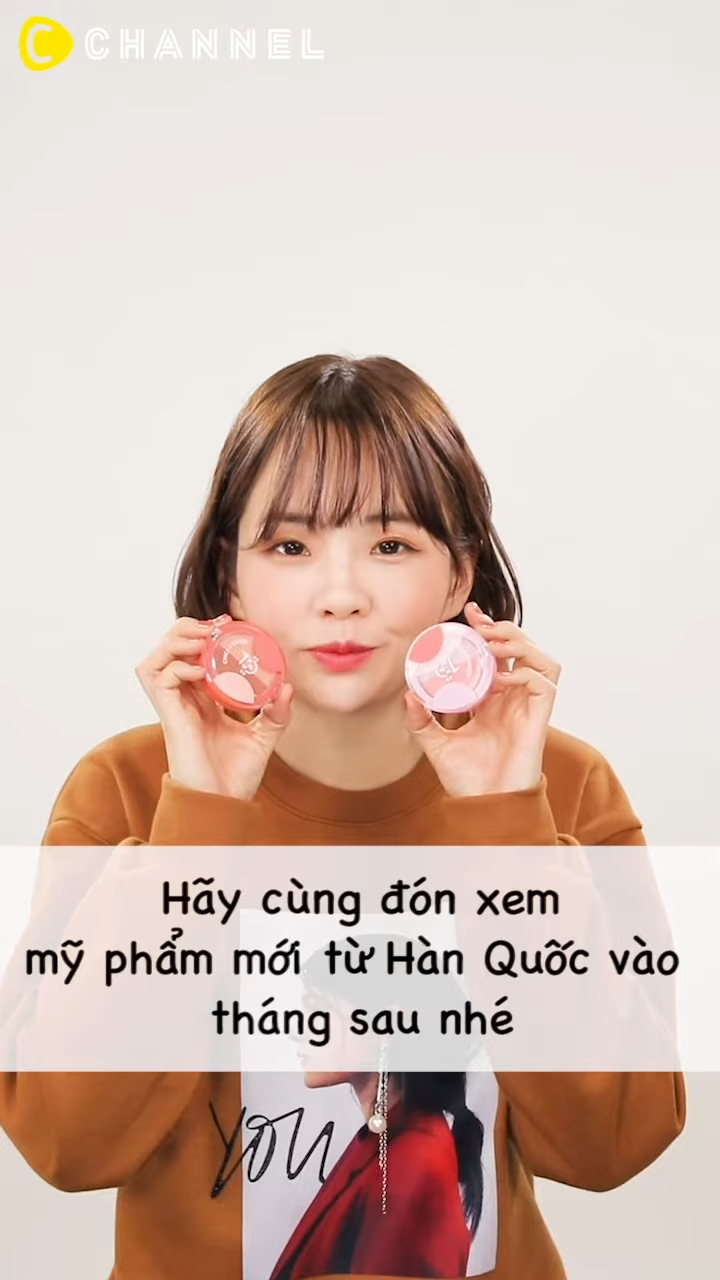 C CHANNEL
Hãy cùng đón xem
mỹ phẩm mới từ Hàn Quốc vào
tháng sau nhé
YOU